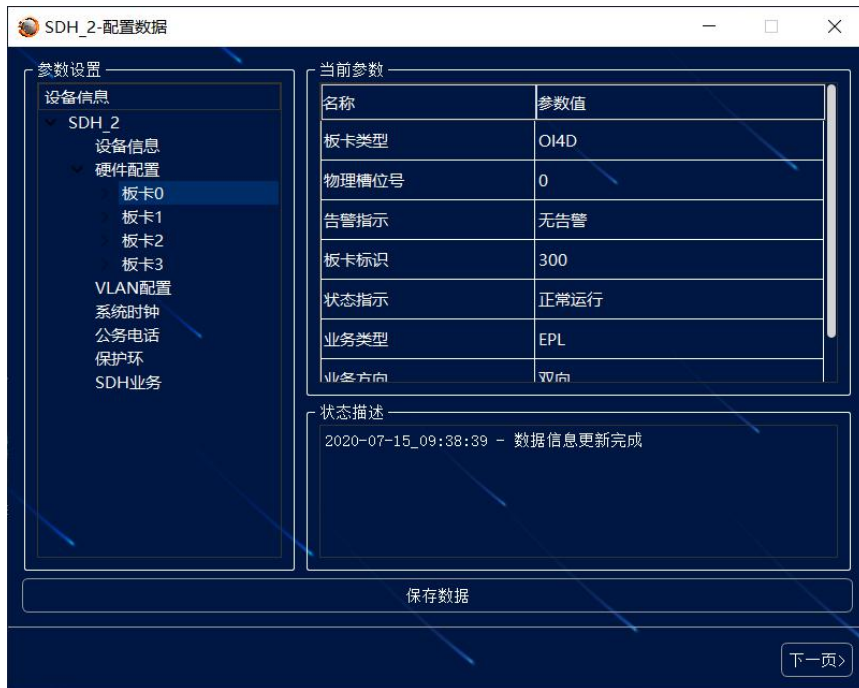 SDH_2-配置数据
参数设置
设备信息
SDH_2
设备信息
硬件配置
板卡0
板卡1
板卡2
板卡3
VLAN配置
系统时钟
公务电话
保护环
SDH业务
当前参数
名称 参数值
板卡类型 OI4D
物理槽位号 0
告警指示 无告警
板卡标识 300
状态指示 正常运行
业务类型 EPL
业务方向 双向
状态描述
2020-07-15_09:38:39 - 数据信息更新完成
保存数据
下一页>